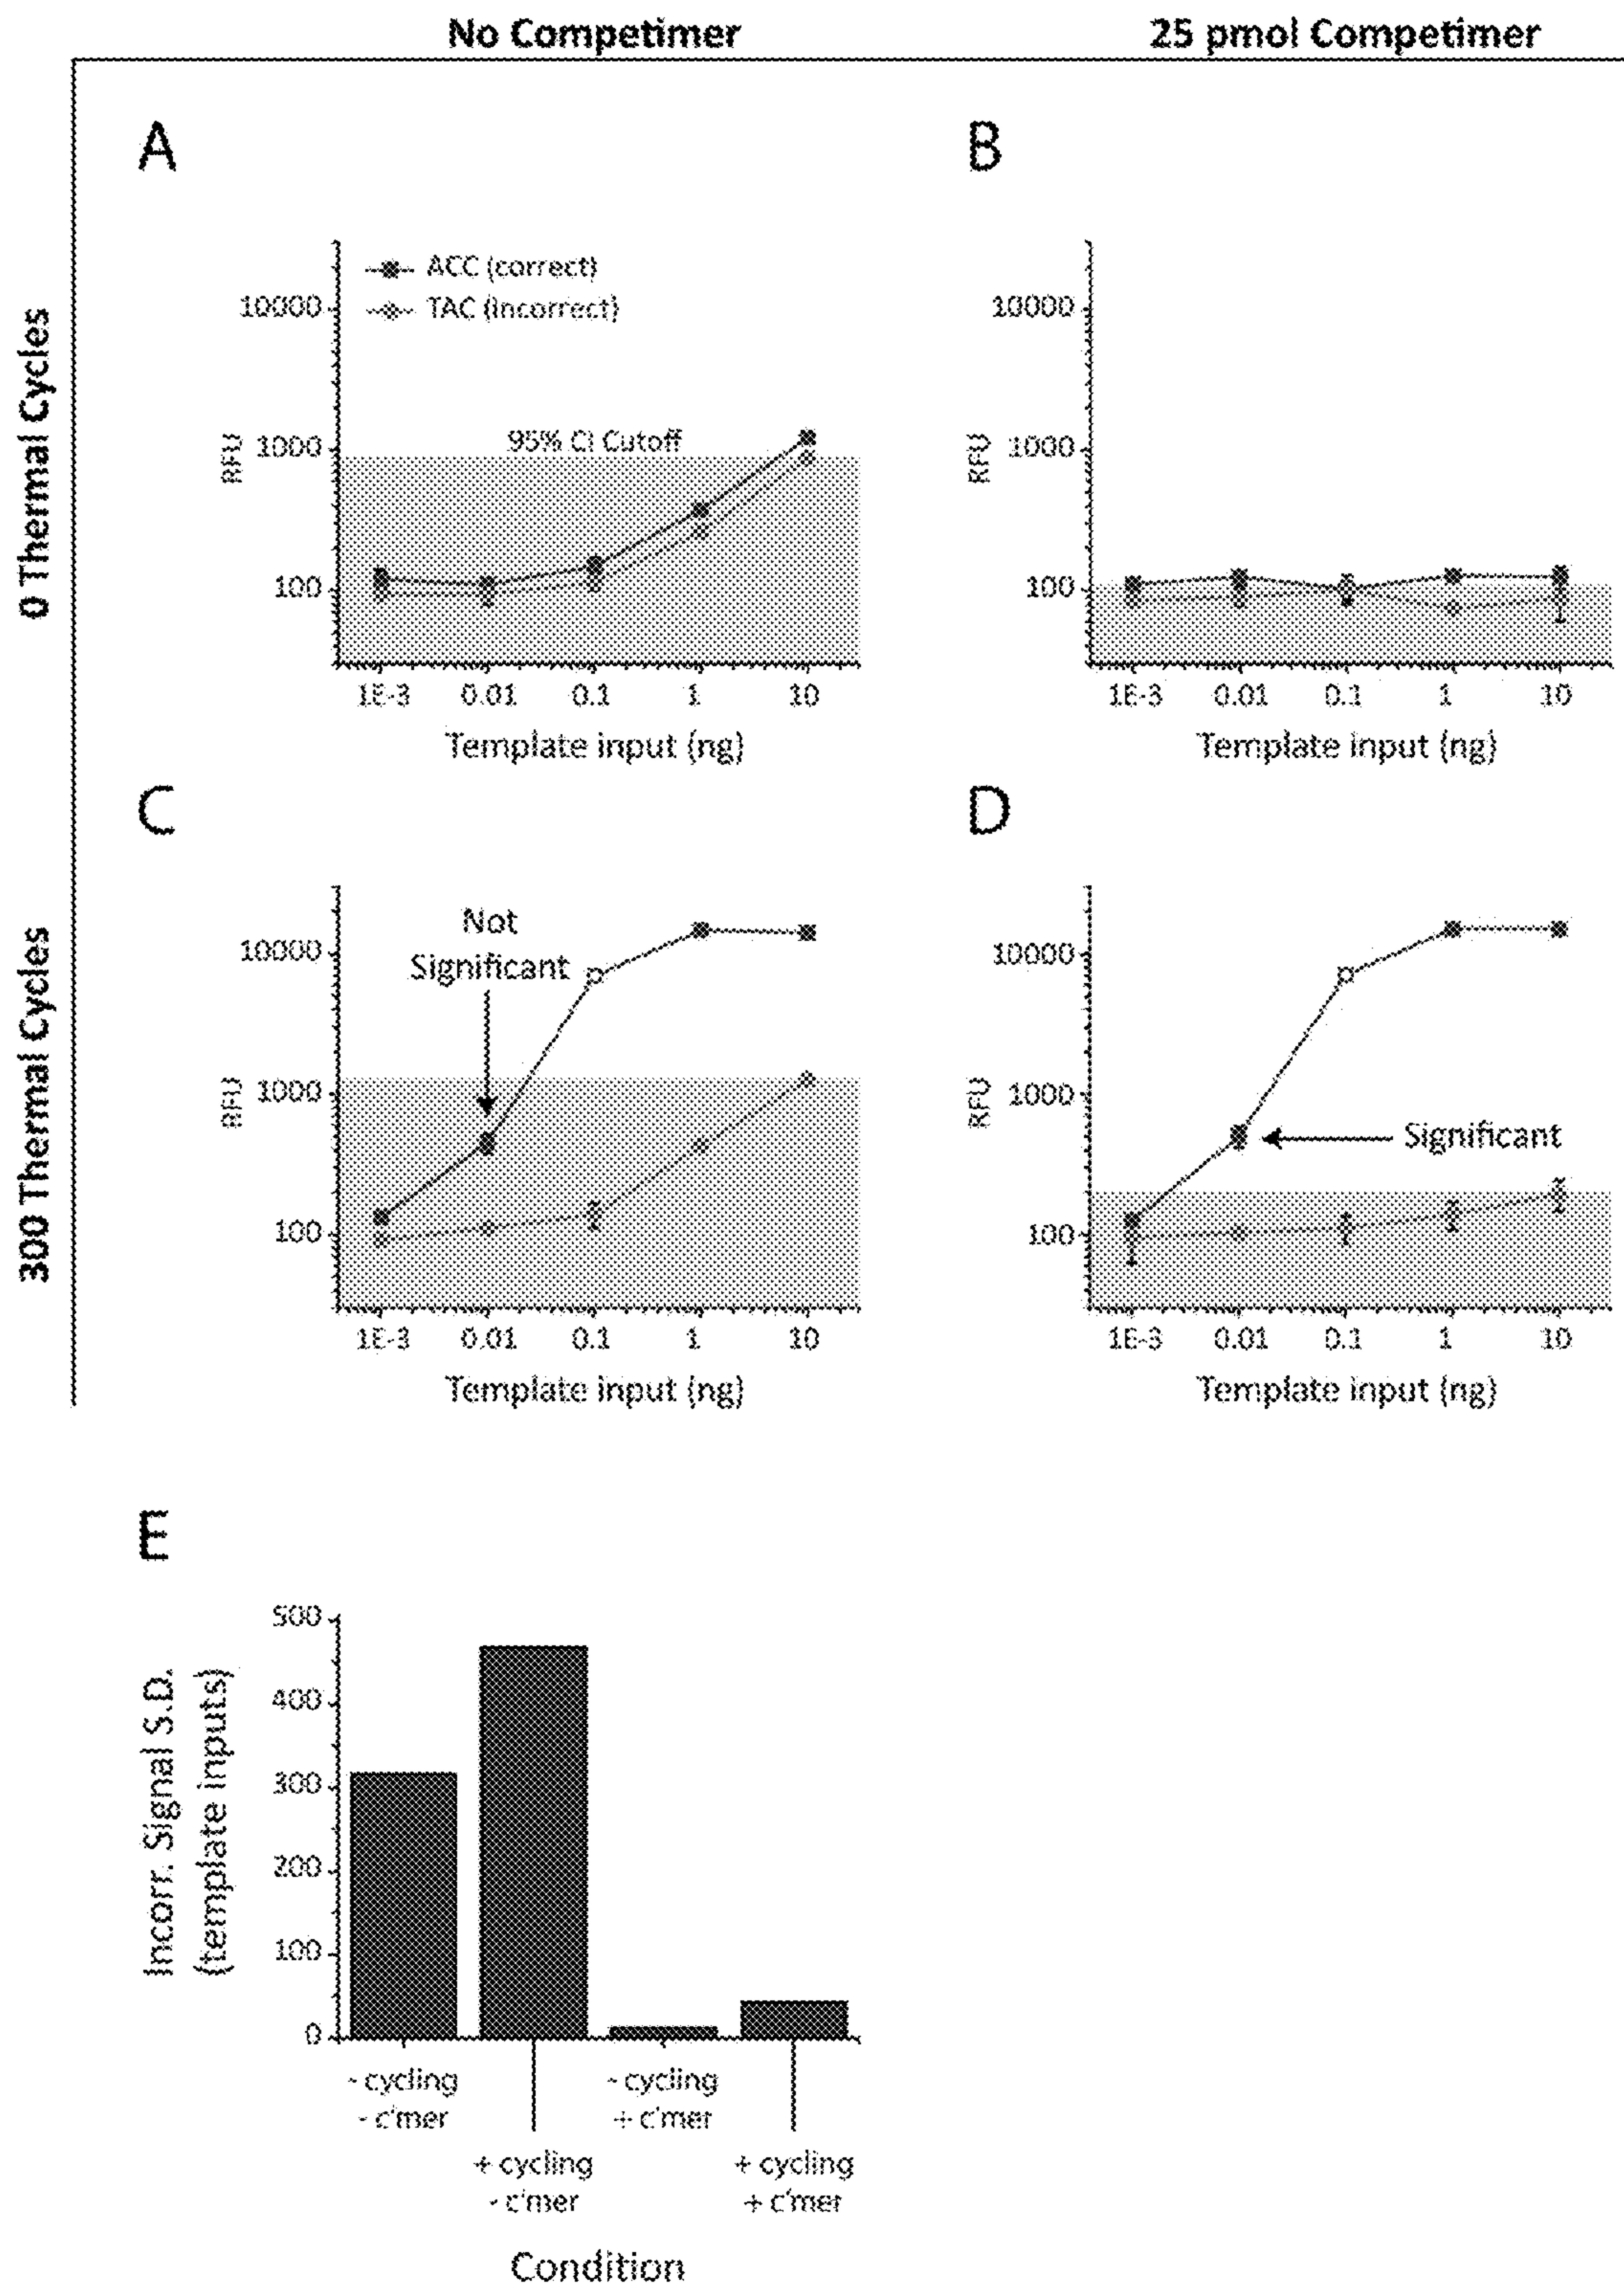 No Competimer
25 pmol Competimer
0 Thermal Cycles
300 Thermal Cycles
A
ACC (correct)
TAC (incorrect)
95% CI Cutoff
10000
1000
100
RFU
1E-3 0.01 0.1 1 10
Template input (ng)
B
10000
1000
100
RFU
1E-3 0.01 0.1 1 10
Template input (ng)
C
Not
Significant
10000
1000
100
RFU
1E-3 0.01 0.1 1 10
Template input (ng)
D
Significant
10000
1000
100
RFU
1E-3 0.01 0.1 1 10
Template input (ng)
E
Incorr. Signal S.D.
(template inputs)
500
400
300
200
100
0
- cycling
- c'mer
+ cycling
- c'mer
- cycling
+ c'mer
+ cycling
+ c'mer
Condition